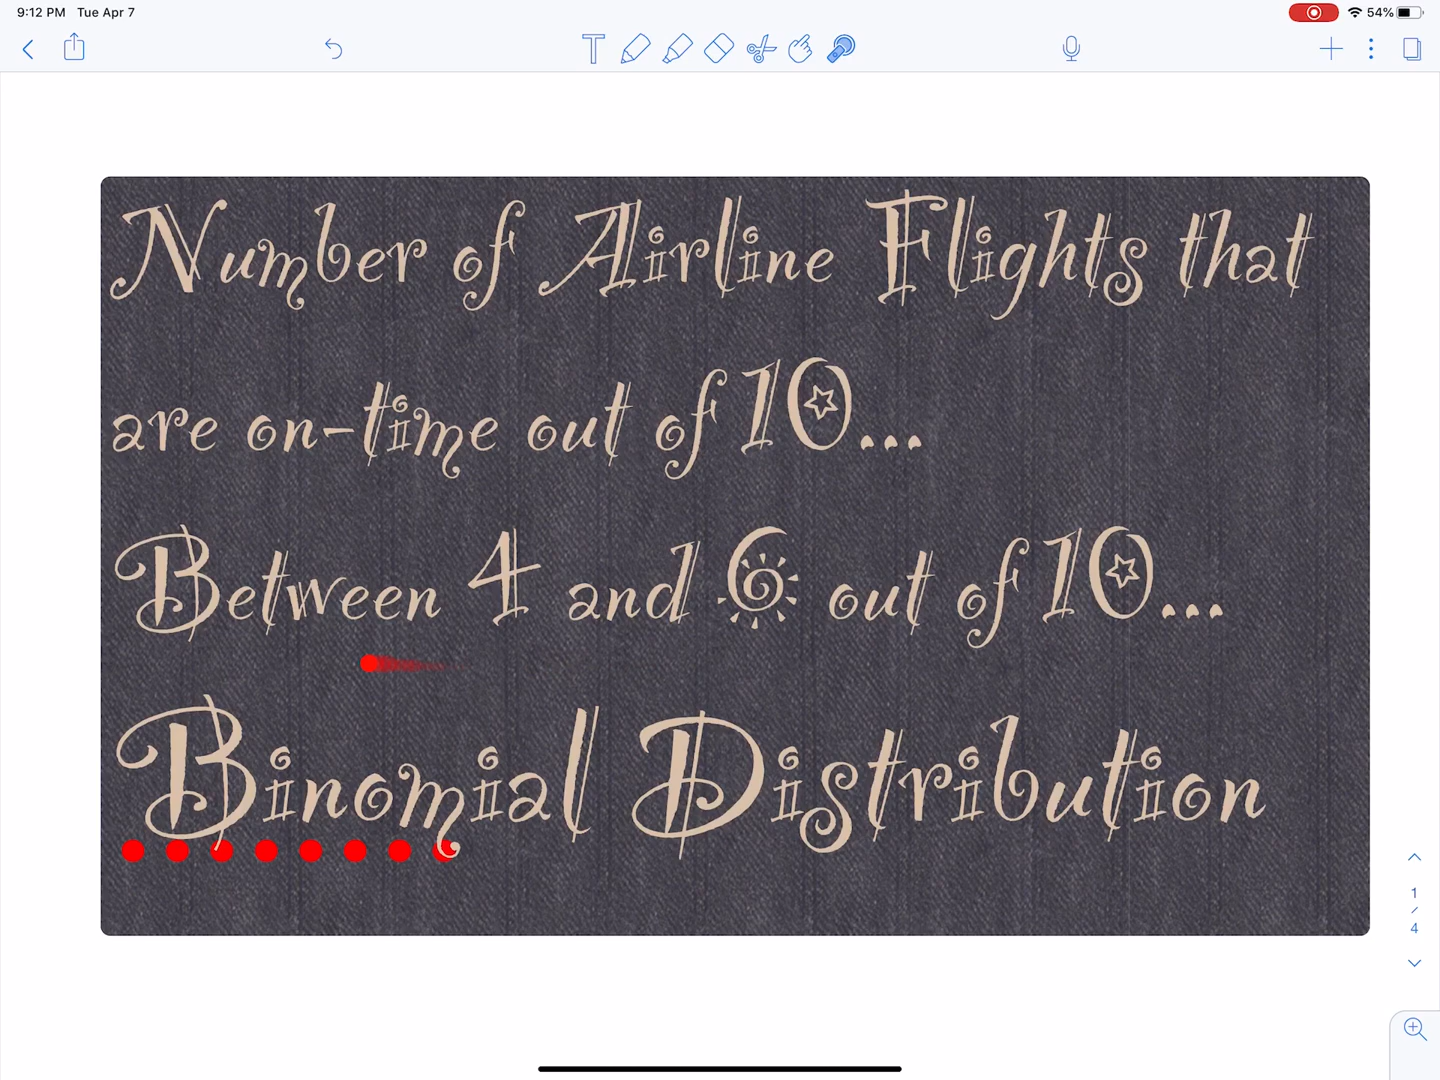 9:12 PM Tue Apr 7
54%
T
Number of Airline Flights that
are on-time out of 10...
Between 4 and 6 out of 10...
Binomial Distribution
1
/
4